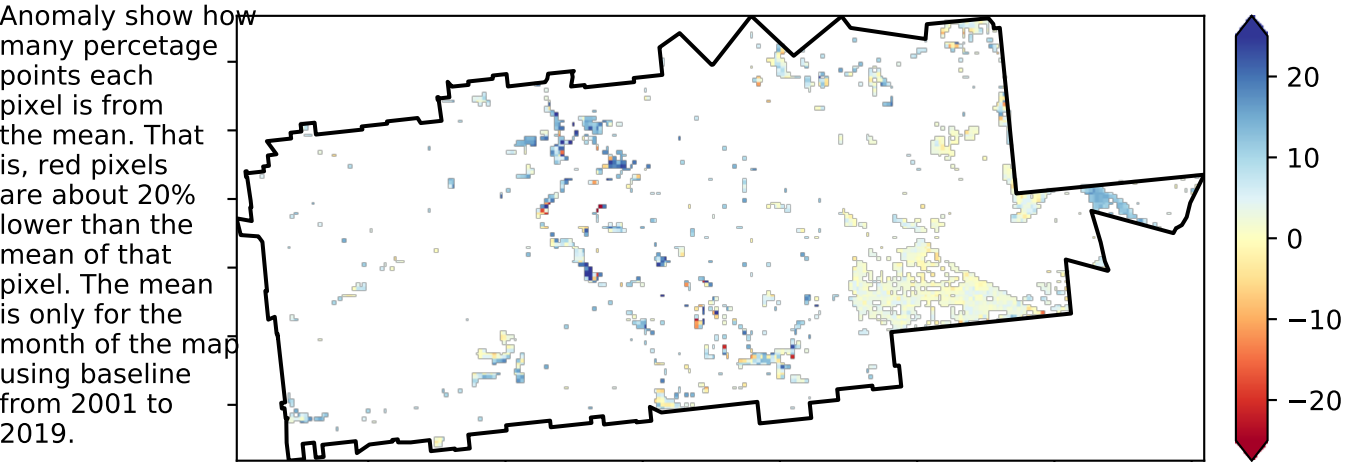 Anomaly show how
many percetage
points each
pixel is from
the mean. That
is, red pixels
are about 20%
lower than the
mean of that
pixel. The mean
is only for the
month of the map
using baseline
from 2001 to
2019.
20
10
0
−10
−20